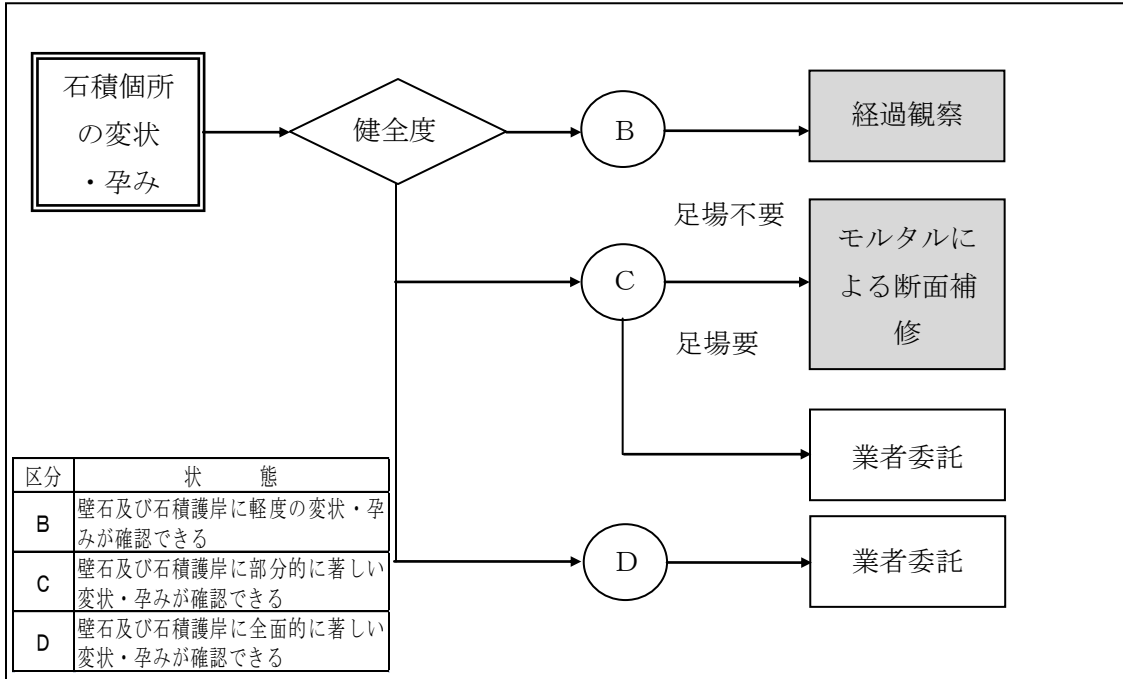 石積個所
の変状
・孕み
健全度
B
経過観察
足場不要
C
モルタルに
よる断面補
修
足場要
業者委託
D
業者委託
区分 状 態
B 壁石及び石積護岸に軽度の変状・孕
みが確認できる
C 壁石及び石積護岸に部分的に著しい
変状・孕みが確認できる
D 壁石及び石積護岸に全面的に著しい
変状・孕みが確認できる